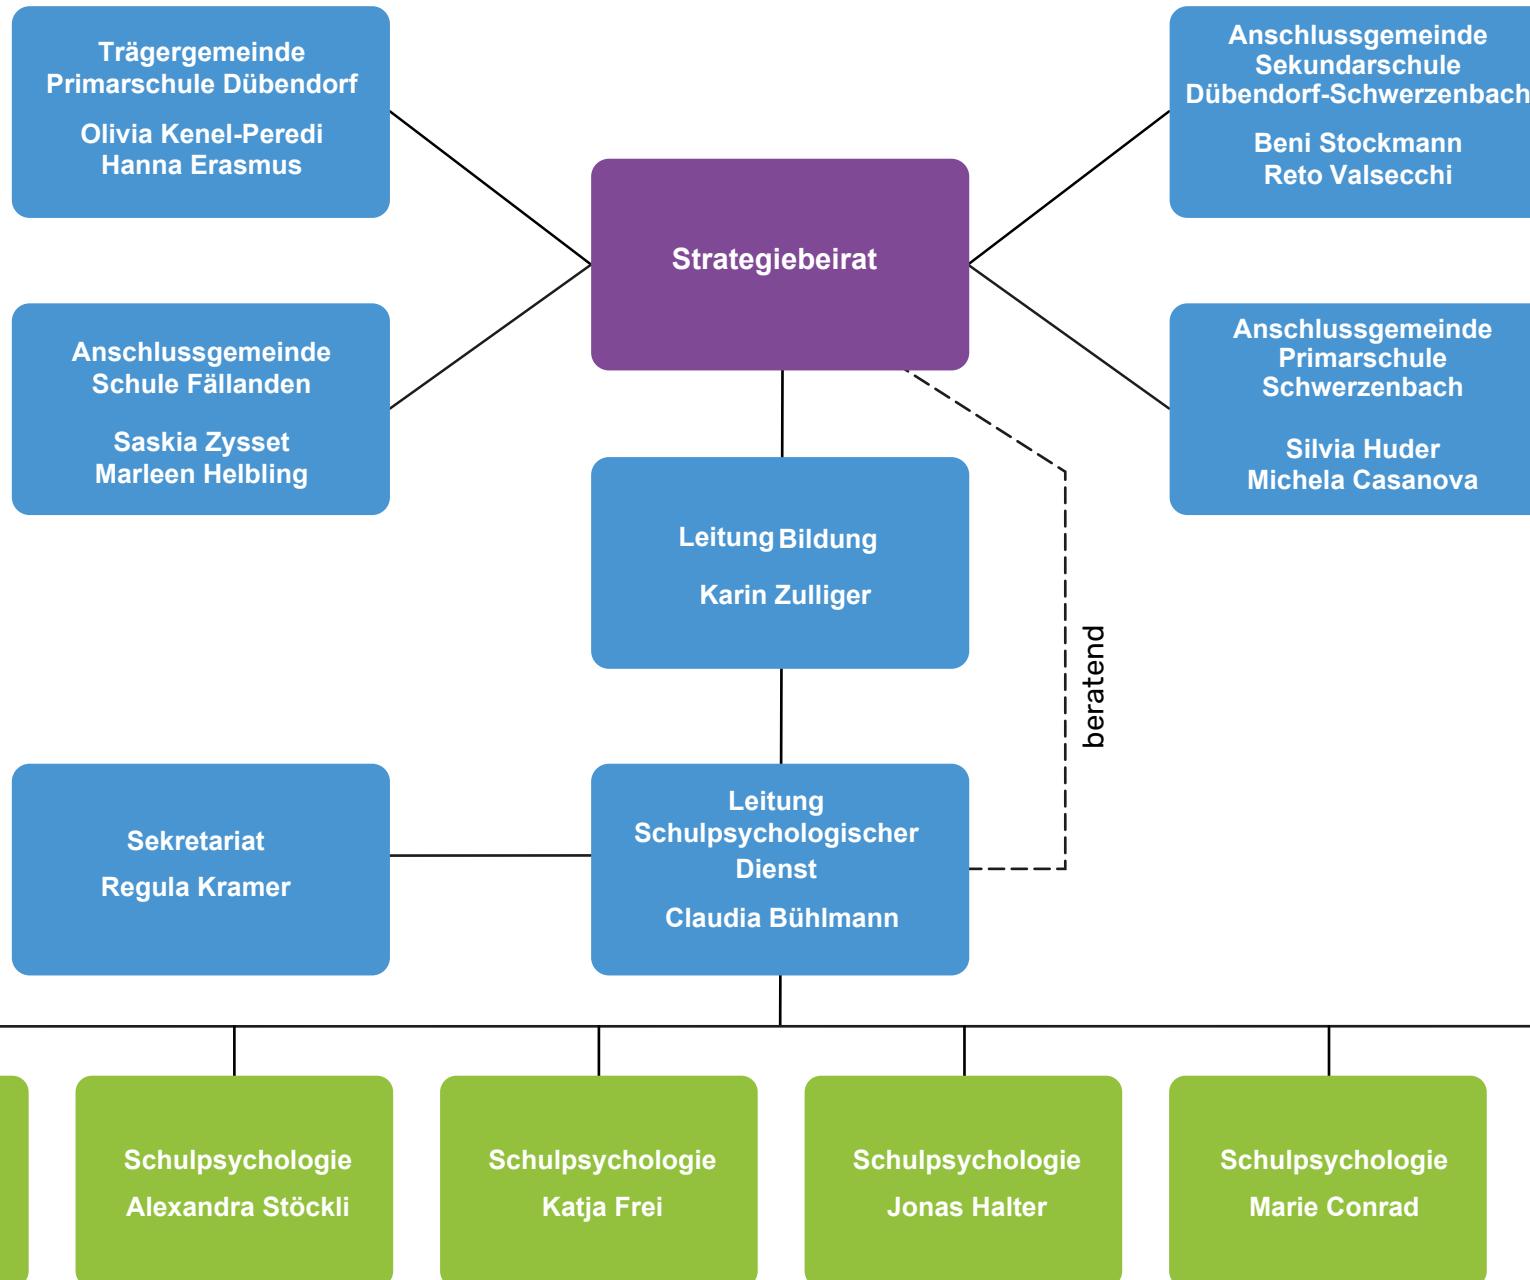 Trägergemeinde
Primarschule Dübendorf
Olivia Kenel-Peredi
Hanna Erasmus
Anschlussgemeinde
Sekundarschule
Dübendorf-Schwerzenbach
Beni Stockmann
Reto Valsecchi
Strategiebeirat
Anschlussgemeinde
Schule Fällanden
Saskia Zysset
Marleen Helbling
Anschlussgemeinde
Primarschule
Schwerzenbach
Silvia Huder
Michela Casanova
Leitung Bildung
Karin Zulliger
beratend
Sekretariat
Regula Kramer
Leitung
Schulpsychologischer
Dienst
Claudia Bühlmann
Schulpsychologie
Alexandra Stöckli
Schulpsychologie
Katja Frei
Schulpsychologie
Jonas Halter
Schulpsychologie
Marie Conrad